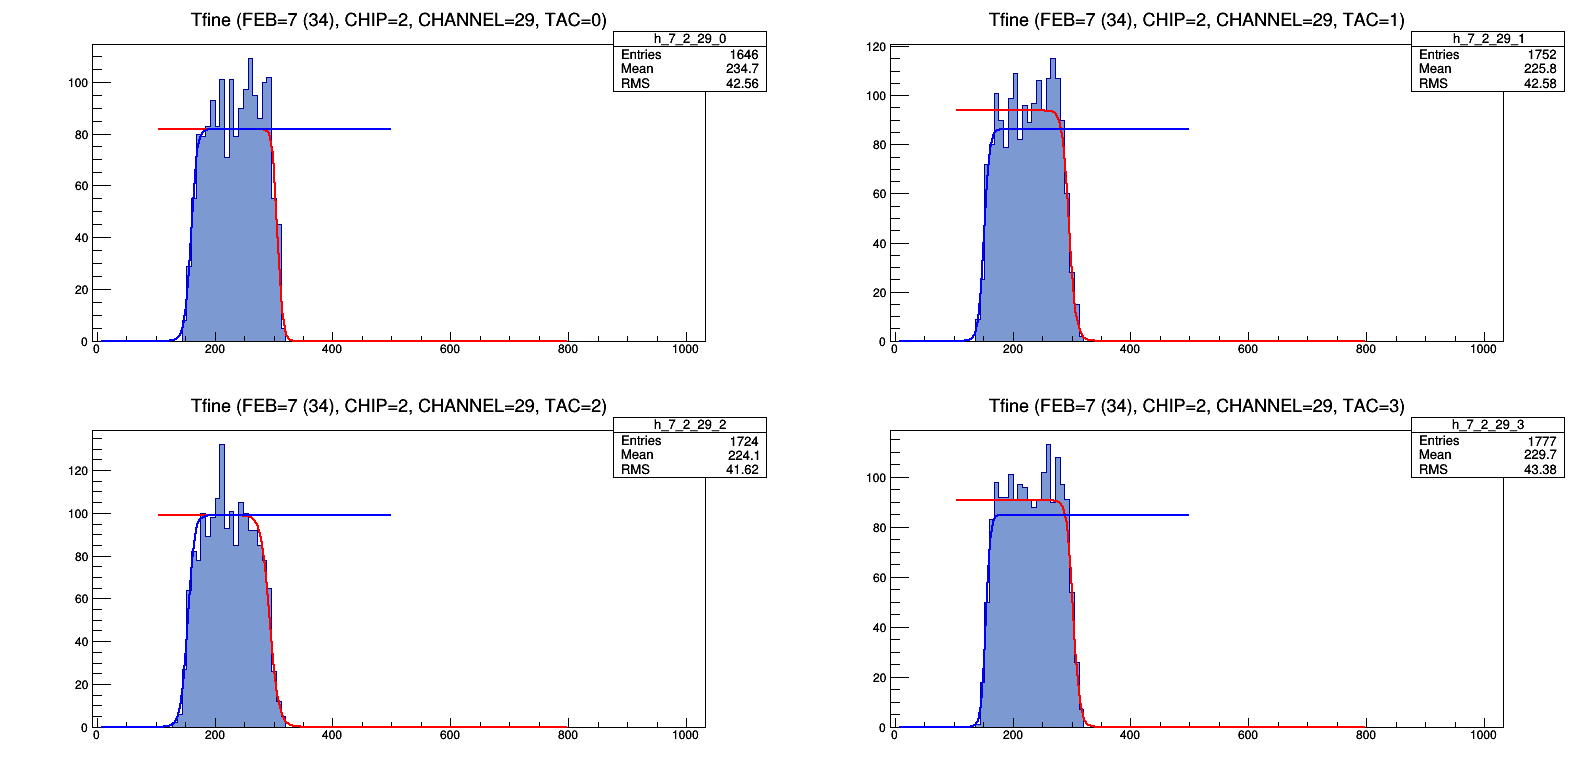 Tfine (FEB=7 (34), CHIP=2, CHANNEL=29, TAC=0)
h_7_2_29_0
Entries 1646
Mean 234.7
RMS 42.56
100
80
60
40
20
0
0 200 400 600 800 1000
Tfine (FEB=7 (34), CHIP=2, CHANNEL=29, TAC=1)
h_7_2_29_1
Entries 1752
Mean 225.8
RMS 42.58
120
100
80
60
40
20
0
0 200 400 600 800 1000
Tfine (FEB=7 (34), CHIP=2, CHANNEL=29, TAC=2)
h_7_2_29_2
Entries 1724
Mean 224.1
RMS 41.62
120
100
80
60
40
20
0
0 200 400 600 800 1000
Tfine (FEB=7 (34), CHIP=2, CHANNEL=29, TAC=3)
h_7_2_29_3
Entries 1777
Mean 229.7
RMS 43.38
100
80
60
40
20
0
0 200 400 600 800 1000